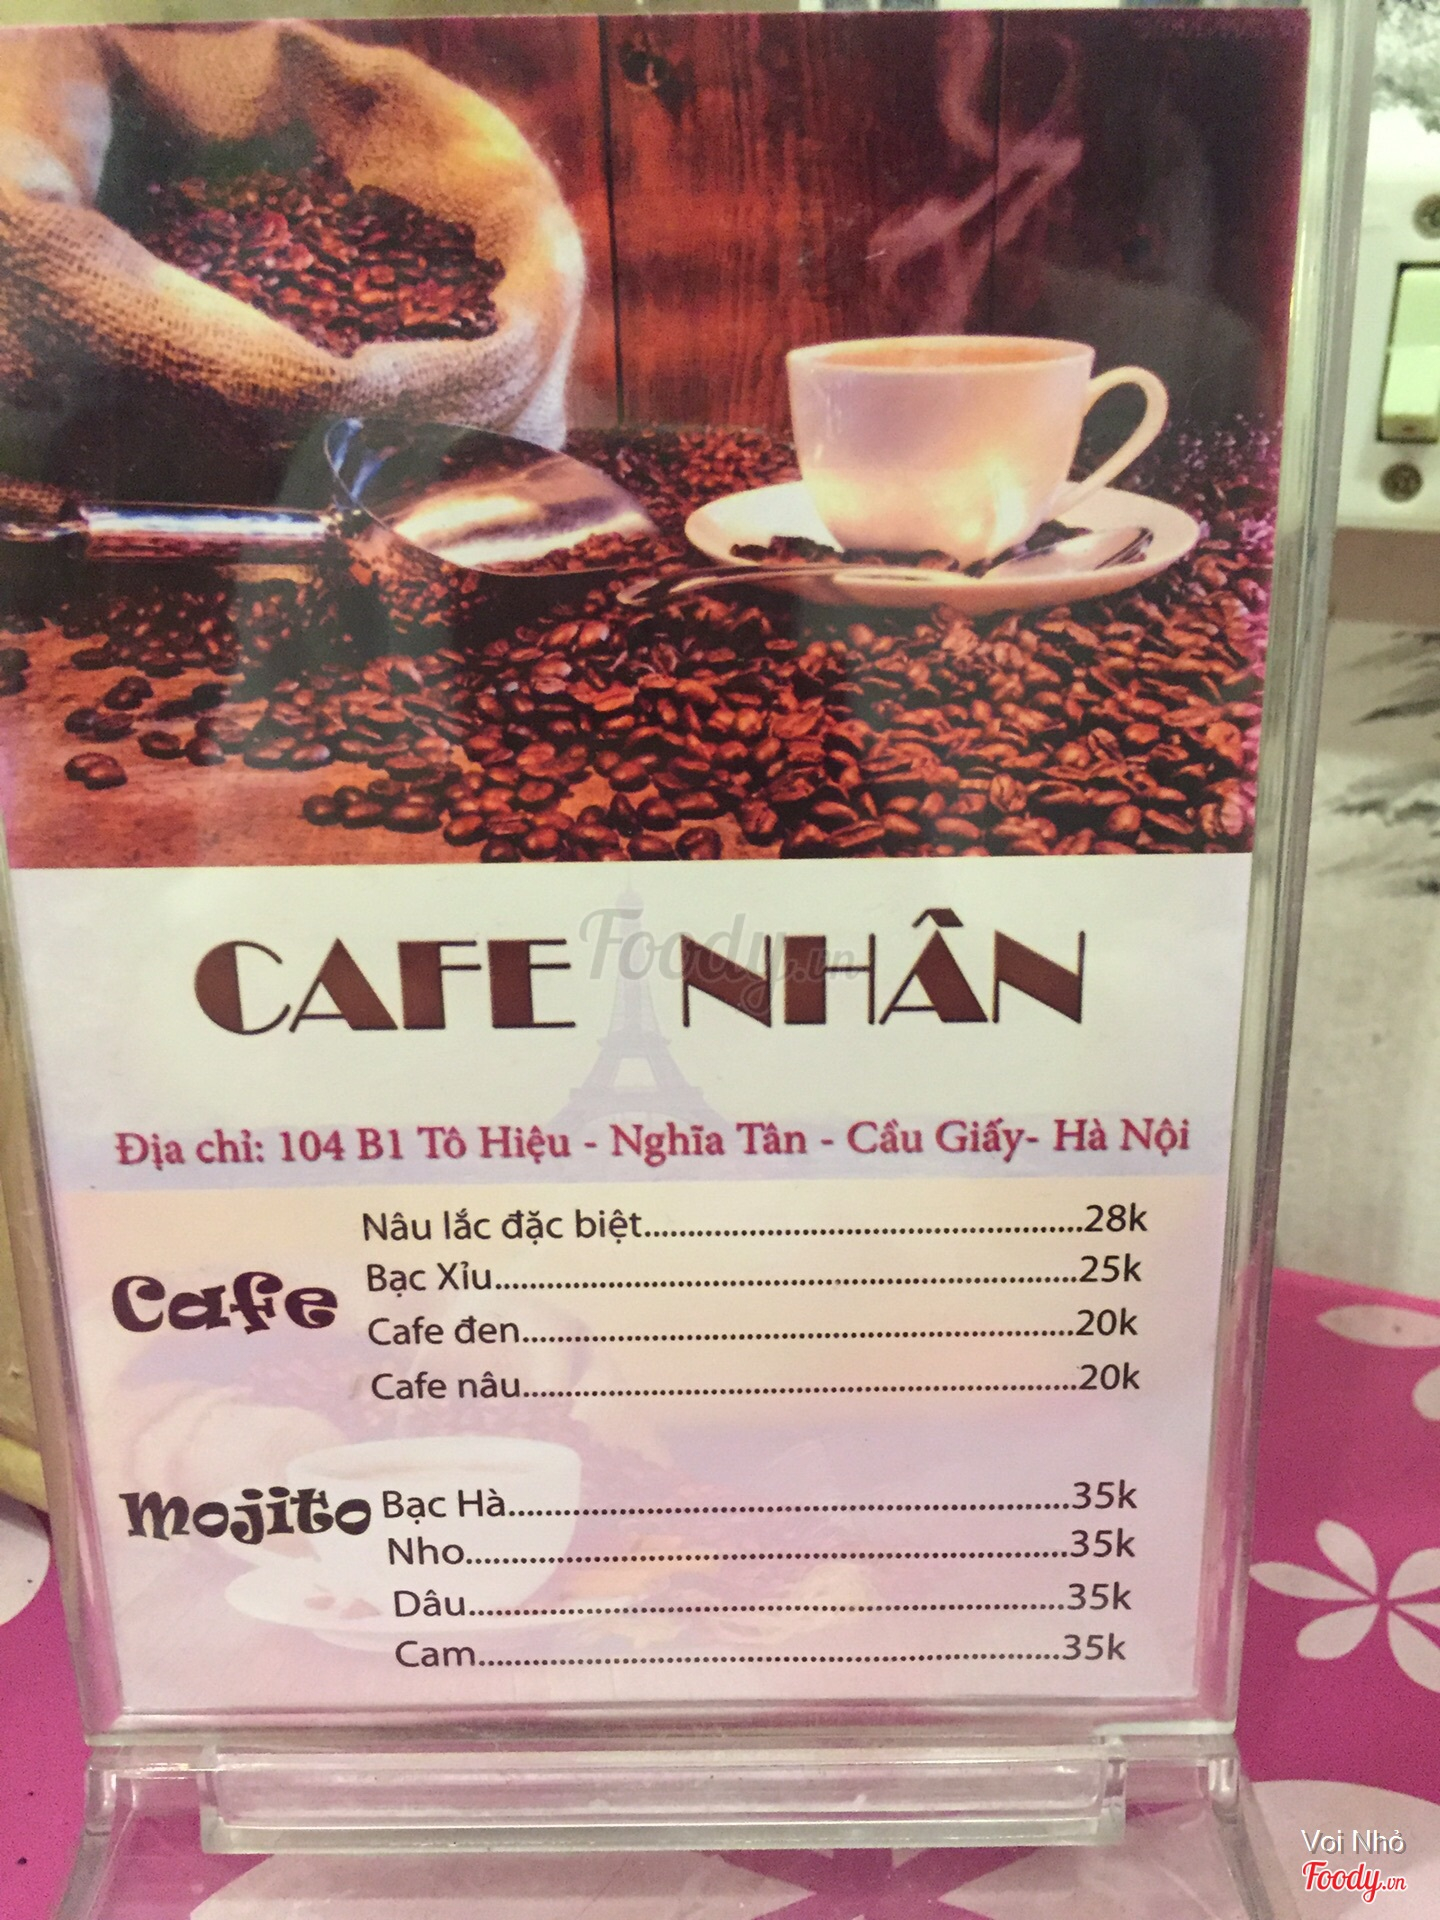 CAFE NHÂN
Foody.vn
Địa chỉ: 104 B1 Tô Hiệu - Nghĩa Tân - Cầu Giấy- Hà Nội
Cafe
Nâu lắc đặc biệt..........................................................28k
Bạc Xỉu..........................................................25k
Cafe đen..........................................................20k
Cafe nâu..........................................................20k
Mojito
Bạc Hà..........................................................35k
Nho..........................................................35k
Dâu..........................................................35k
Cam..........................................................35k
Voi Nhỏ
Foody.vn